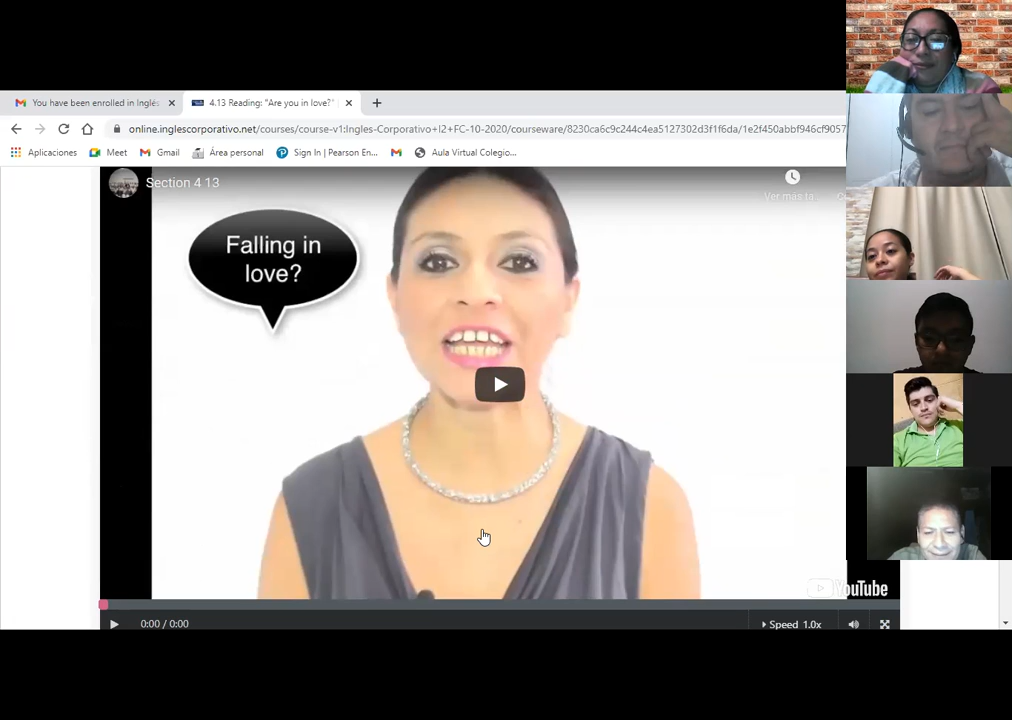 You have been enrolled in Inglés
4.13 Reading: "Are you in love?"
online.inglescorporativo.net/courses/course-v1:Ingles-Corporativo+I2+FC-10-2020/courseware/8230ca6c9c244c4ea5127302d3f1f6da/1e2f450abbf946cf9057
Aplicaciones Meet Gmail Área personal Sign In | Pearson En... Aula Virtual Colegio...
Section 4 13
Ver más ta...
Falling in
love?
YouTube
0:00 / 0:00 Speed 1.0x